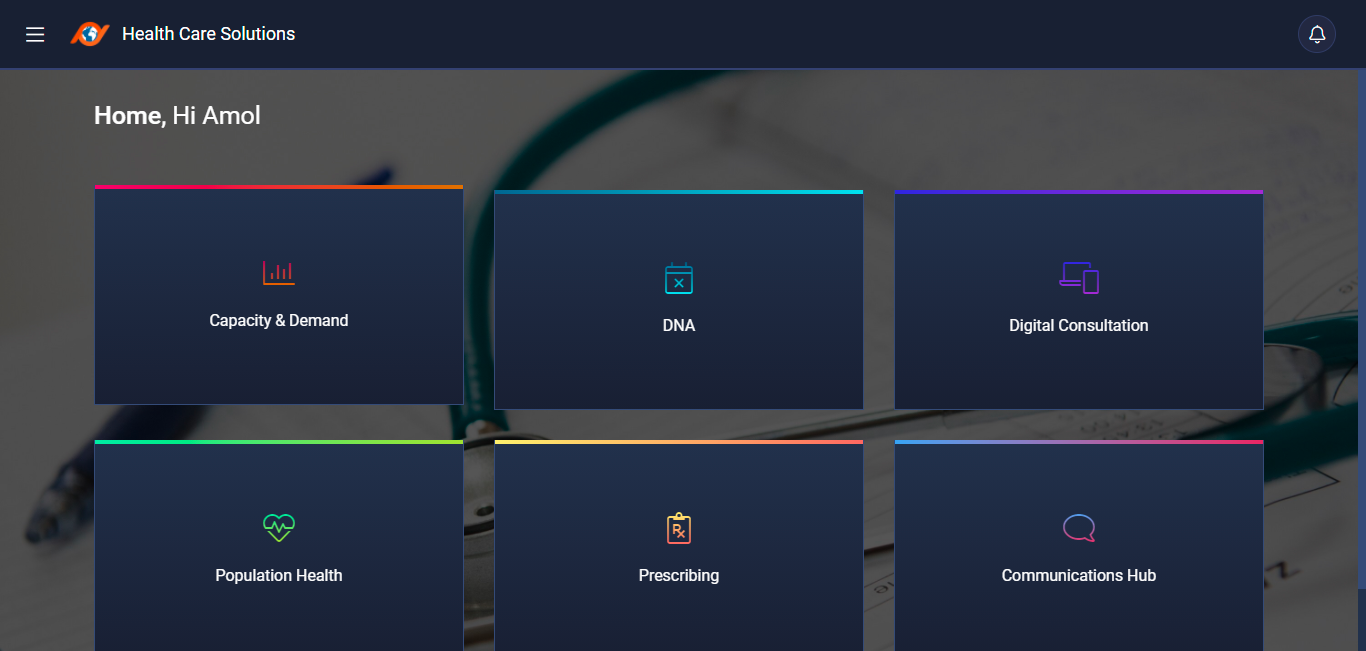 Health Care Solutions
Home, Hi Amol
Capacity & Demand
DNA
Digital Consultation
Population Health
Prescribing
Communications Hub